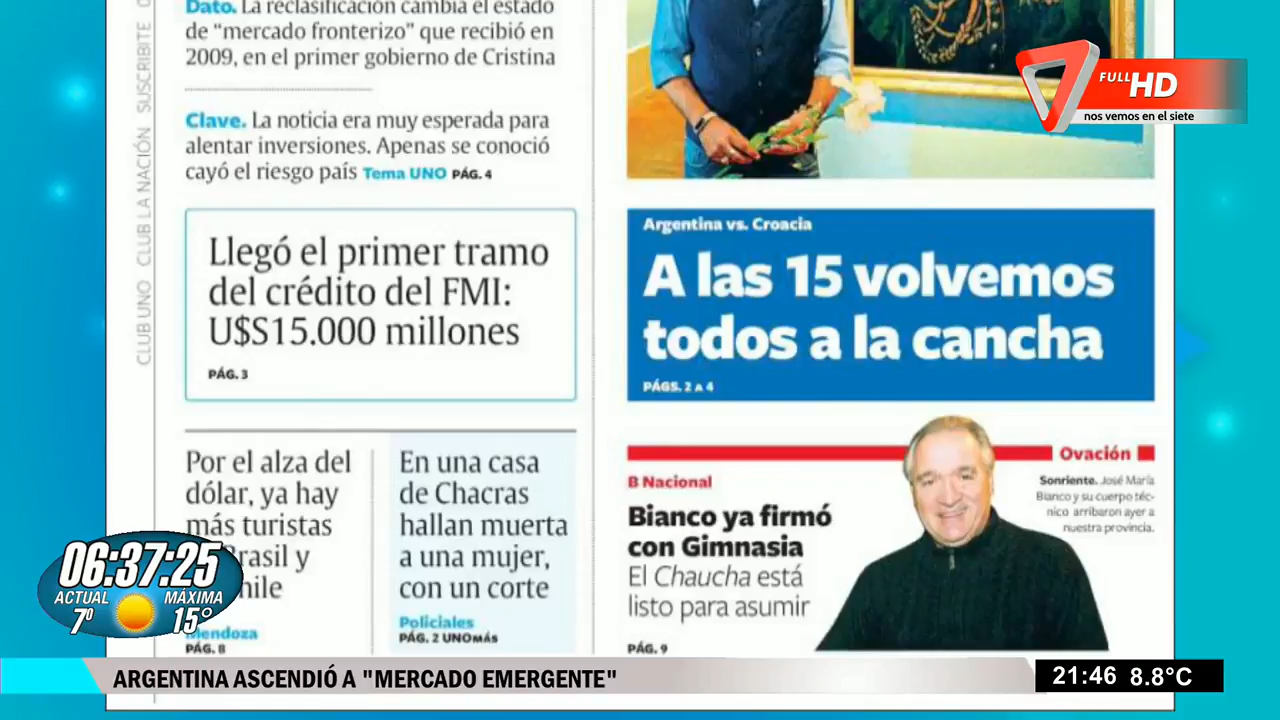 Dato. La reclasificación cambia el estado
de “mercado fronterizo” que recibió en
2009, en el primer gobierno de Cristina
Clave. La noticia era muy esperada para
alentar inversiones. Apenas se conoció
cayó el riesgo país Tema UNO PÁG. 4
CLUB UNO CLUB LA NACIÓN SUSCRIBITE
Llegó el primer tramo
del crédito del FMI:
U$S15.000 millones
PÁG. 3
Por el alza del
dólar, ya hay
más turistas
Brasil y
hile
Mendoza
PÁG. 8
En una casa
de Chacras
hallan muerta
a una mujer,
con un corte
Policiales
PÁG. 2 UNOMÁS
FULL HD
nos vemos en el siete
Argentina vs. Croacia
A las 15 volvemos
todos a la cancha
PÁGS. 2 A 4
Ovación
B Nacional
Bianco ya firmó
con Gimnasia
El Chaucha está
listo para asumir
PÁG. 9
Sonriente. José María
Bianco y su cuerpo téc-
nico arribaron ayer a
nuestra provincia.
06:37:25
ACTUAL MÁXIMA
7º 15º
ARGENTINA ASCENDIÓ A "MERCADO EMERGENTE"
21:46 8.8°C